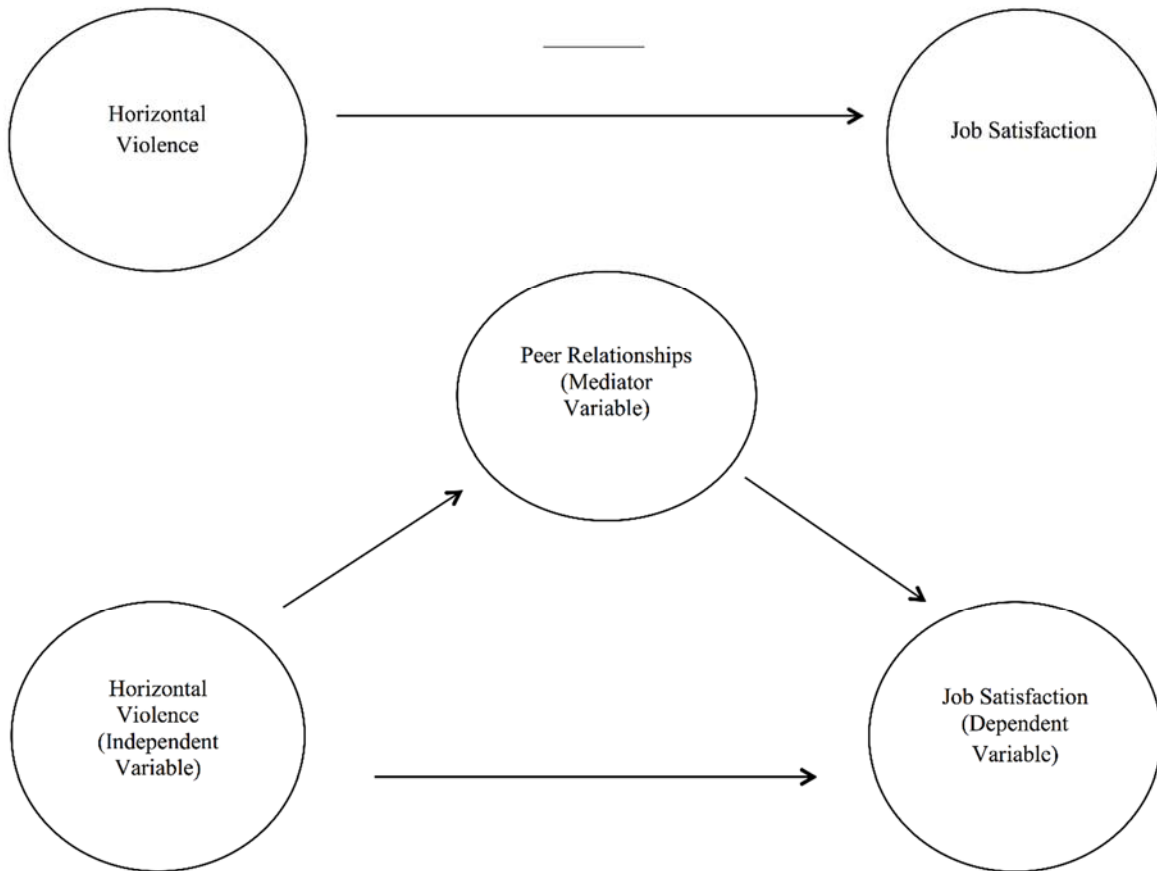 Horizontal
Violence
Job Satisfaction
Peer Relationships
(Mediator
Variable)
Horizontal
Violence
(Independent
Variable)
Job Satisfaction
(Dependent
Variable)